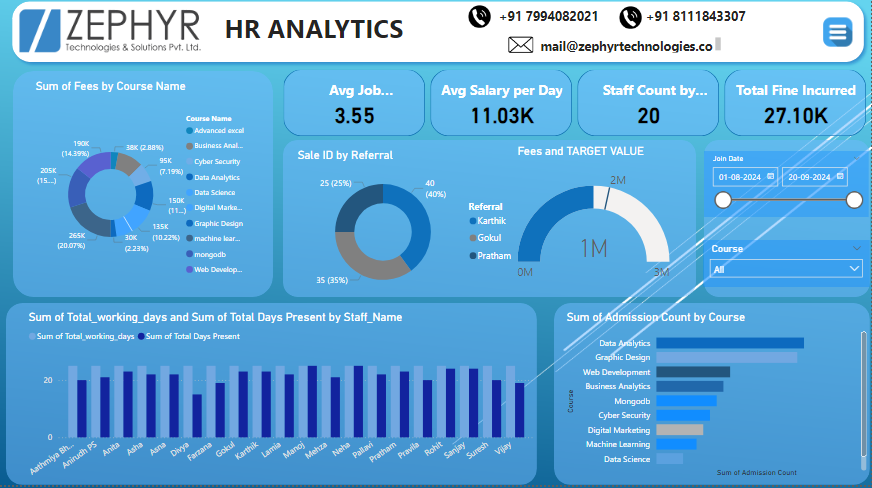 ZEPHYR
Technologies & Solutions Pvt. Ltd.
HR ANALYTICS
+91 7994082021
+91 8111843307
mail@zephyrtechnologies.co
Sum of Fees by Course Name
190K
(14.39%)
38K (2.88%)
95K
(7.19%)
205K
(15....)
150K
(11...)
135K
(10.22%)
265K
(20.07%)
30K
(2.23%)
Course Name
Advanced excel
Business Anal...
Cyber Security
Data Analytics
Data Science
Digital Marke...
Graphic Design
machine lear...
mongodb
Web Develop...
Avg Job...
3.55
Avg Salary per Day
11.03K
Staff Count by...
20
Total Fine Incurred
27.10K
Sale ID by Referral
25 (25%)
40
(40%)
35 (35%)
Referral
Karthik
Gokul
Pratham
Fees and TARGET VALUE
2M
1M
0M
3M
Join Date
01-08-2024
20-09-2024
Course
All
Sum of Total_working_days and Sum of Total Days Present by Staff_Name
Sum of Total_working_days
Sum of Total Days Present
20
0
Aathmiya Bh...
Anirudh PS
Anita
Asha
Asna
Divya
Farzana
Gokul
Karthik
Lamia
Manoj
Mehza
Neha
Pallavi
Pratham
Pravila
Rohit
Sanjay
Suresh
Vijay
Sum of Admission Count by Course
Course
Data Analytics
Graphic Design
Web Development
Business Analytics
Mongodb
Cyber Security
Digital Marketing
Machine Learning
Data Science
Sum of Admission Count